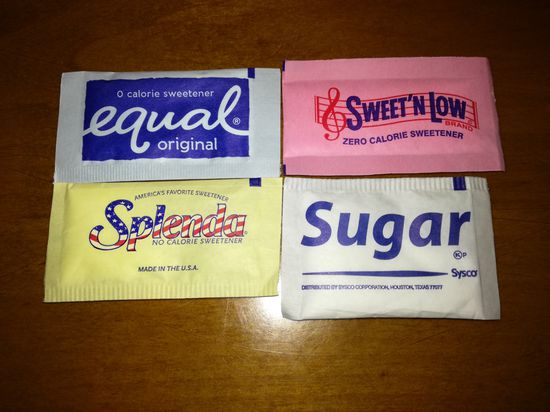 0 calorie sweetener
equal®
original
SWEET'N LOW®
BRAND
ZERO CALORIE SWEETENER
AMERICA'S FAVORITE SWEETENER
Splenda®
NO CALORIE SWEETENER
MADE IN THE U.S.A.
Sugar
K P
Sysco
DISTRIBUTED BY SYSCO CORPORATION, HOUSTON, TEXAS 77077